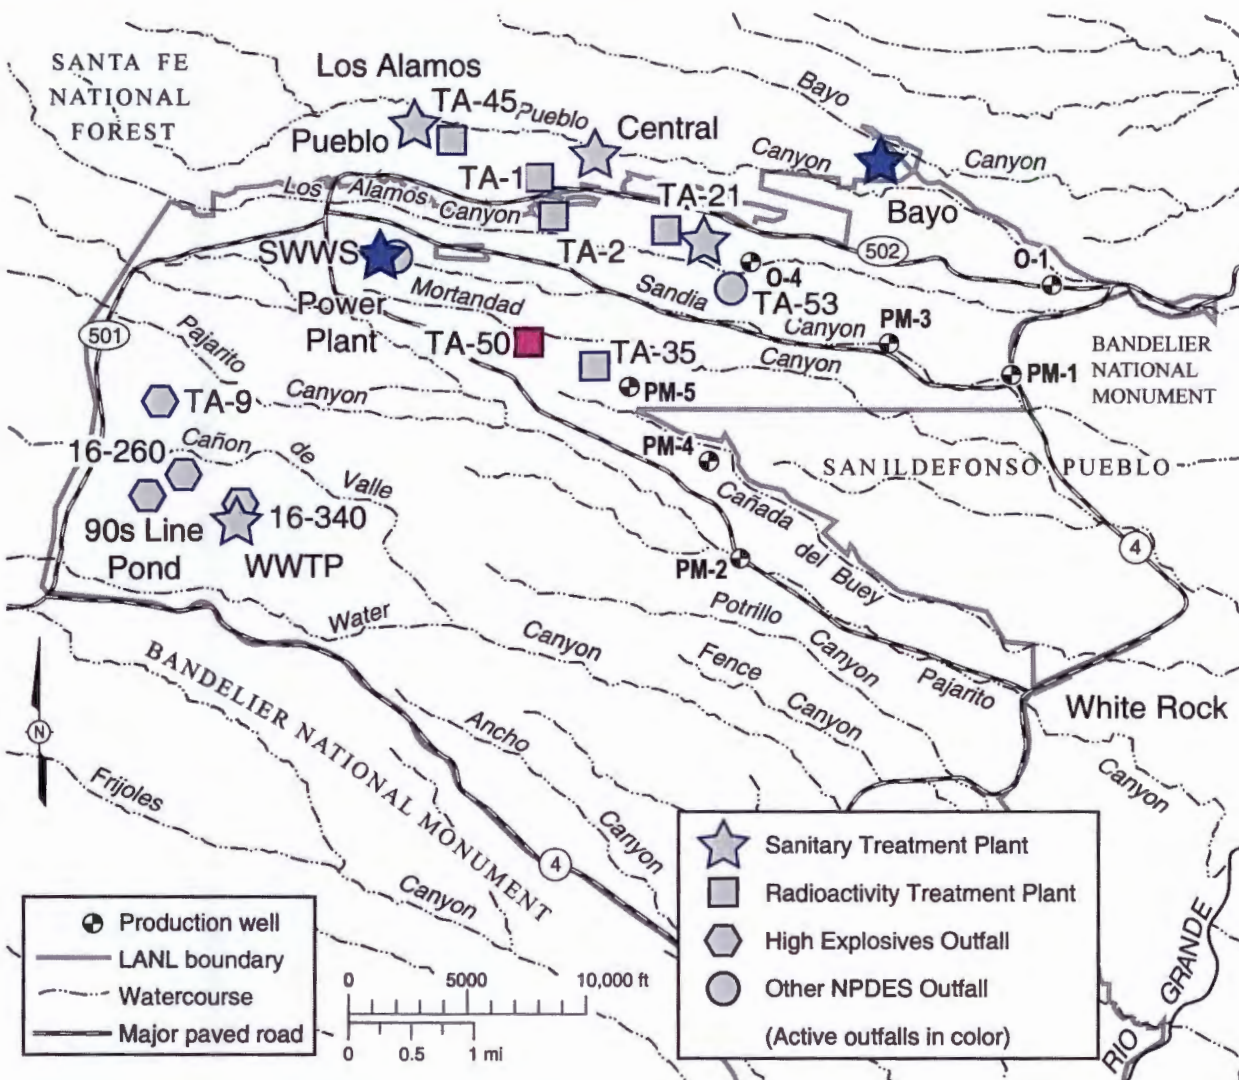 SANTA FE
NATIONAL
FOREST
Los Alamos
TA-45
Pueblo
Pueblo
Central
Bayo
Canyon
Canyon
Bayo
TA-1
Los Alamos
Canyon
TA-21
TA-2
502
O-1
SWWS
O-4
TA-53
Mortandad
Sandia
Canyon
PM-3
Power
Plant
501
Pajarito
TA-50
TA-35
Canyon
PM-5
PM-1
BANDELIER
NATIONAL
MONUMENT
TA-9
Canyon
16-260
Cañon
de
Valle
PM-4
SANILDEFONSO PUEBLO
Cañada
del Buey
90s Line
Pond
16-340
WWTP
4
PM-2
Water
Canyon
Potrillo
Canyon
Fence
Canyon
Pajarito
White Rock
Canyon
BANDELIER NATIONAL MONUMENT
N
Ancho
Canyon
Frijoles
Canyon
4
RIO GRANDE
Production well
LANL boundary
Watercourse
Major paved road
0 5000 10,000 ft
0 0.5 1 mi
Sanitary Treatment Plant
Radioactivity Treatment Plant
High Explosives Outfall
Other NPDES Outfall
(Active outfalls in color)